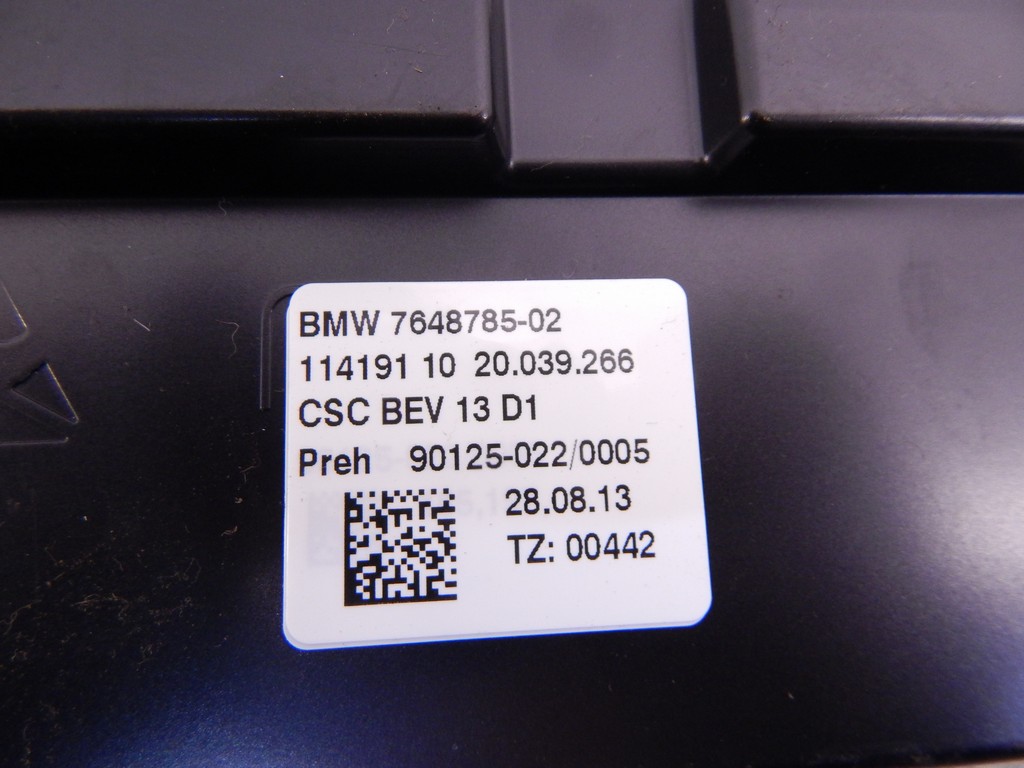 BMW 7648785-02
114191 10 20.039.266
CSC BEV 13 D1
Preh 90125-022/0005
28.08.13
TZ: 00442